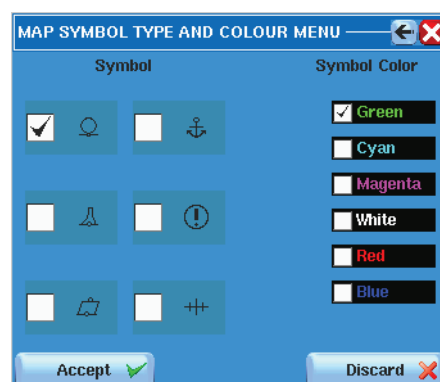 MAP SYMBOL TYPE AND COLOUR MENU
Symbol
Symbol Color
Green
Cyan
Magenta
White
Red
Blue
Accept
Discard